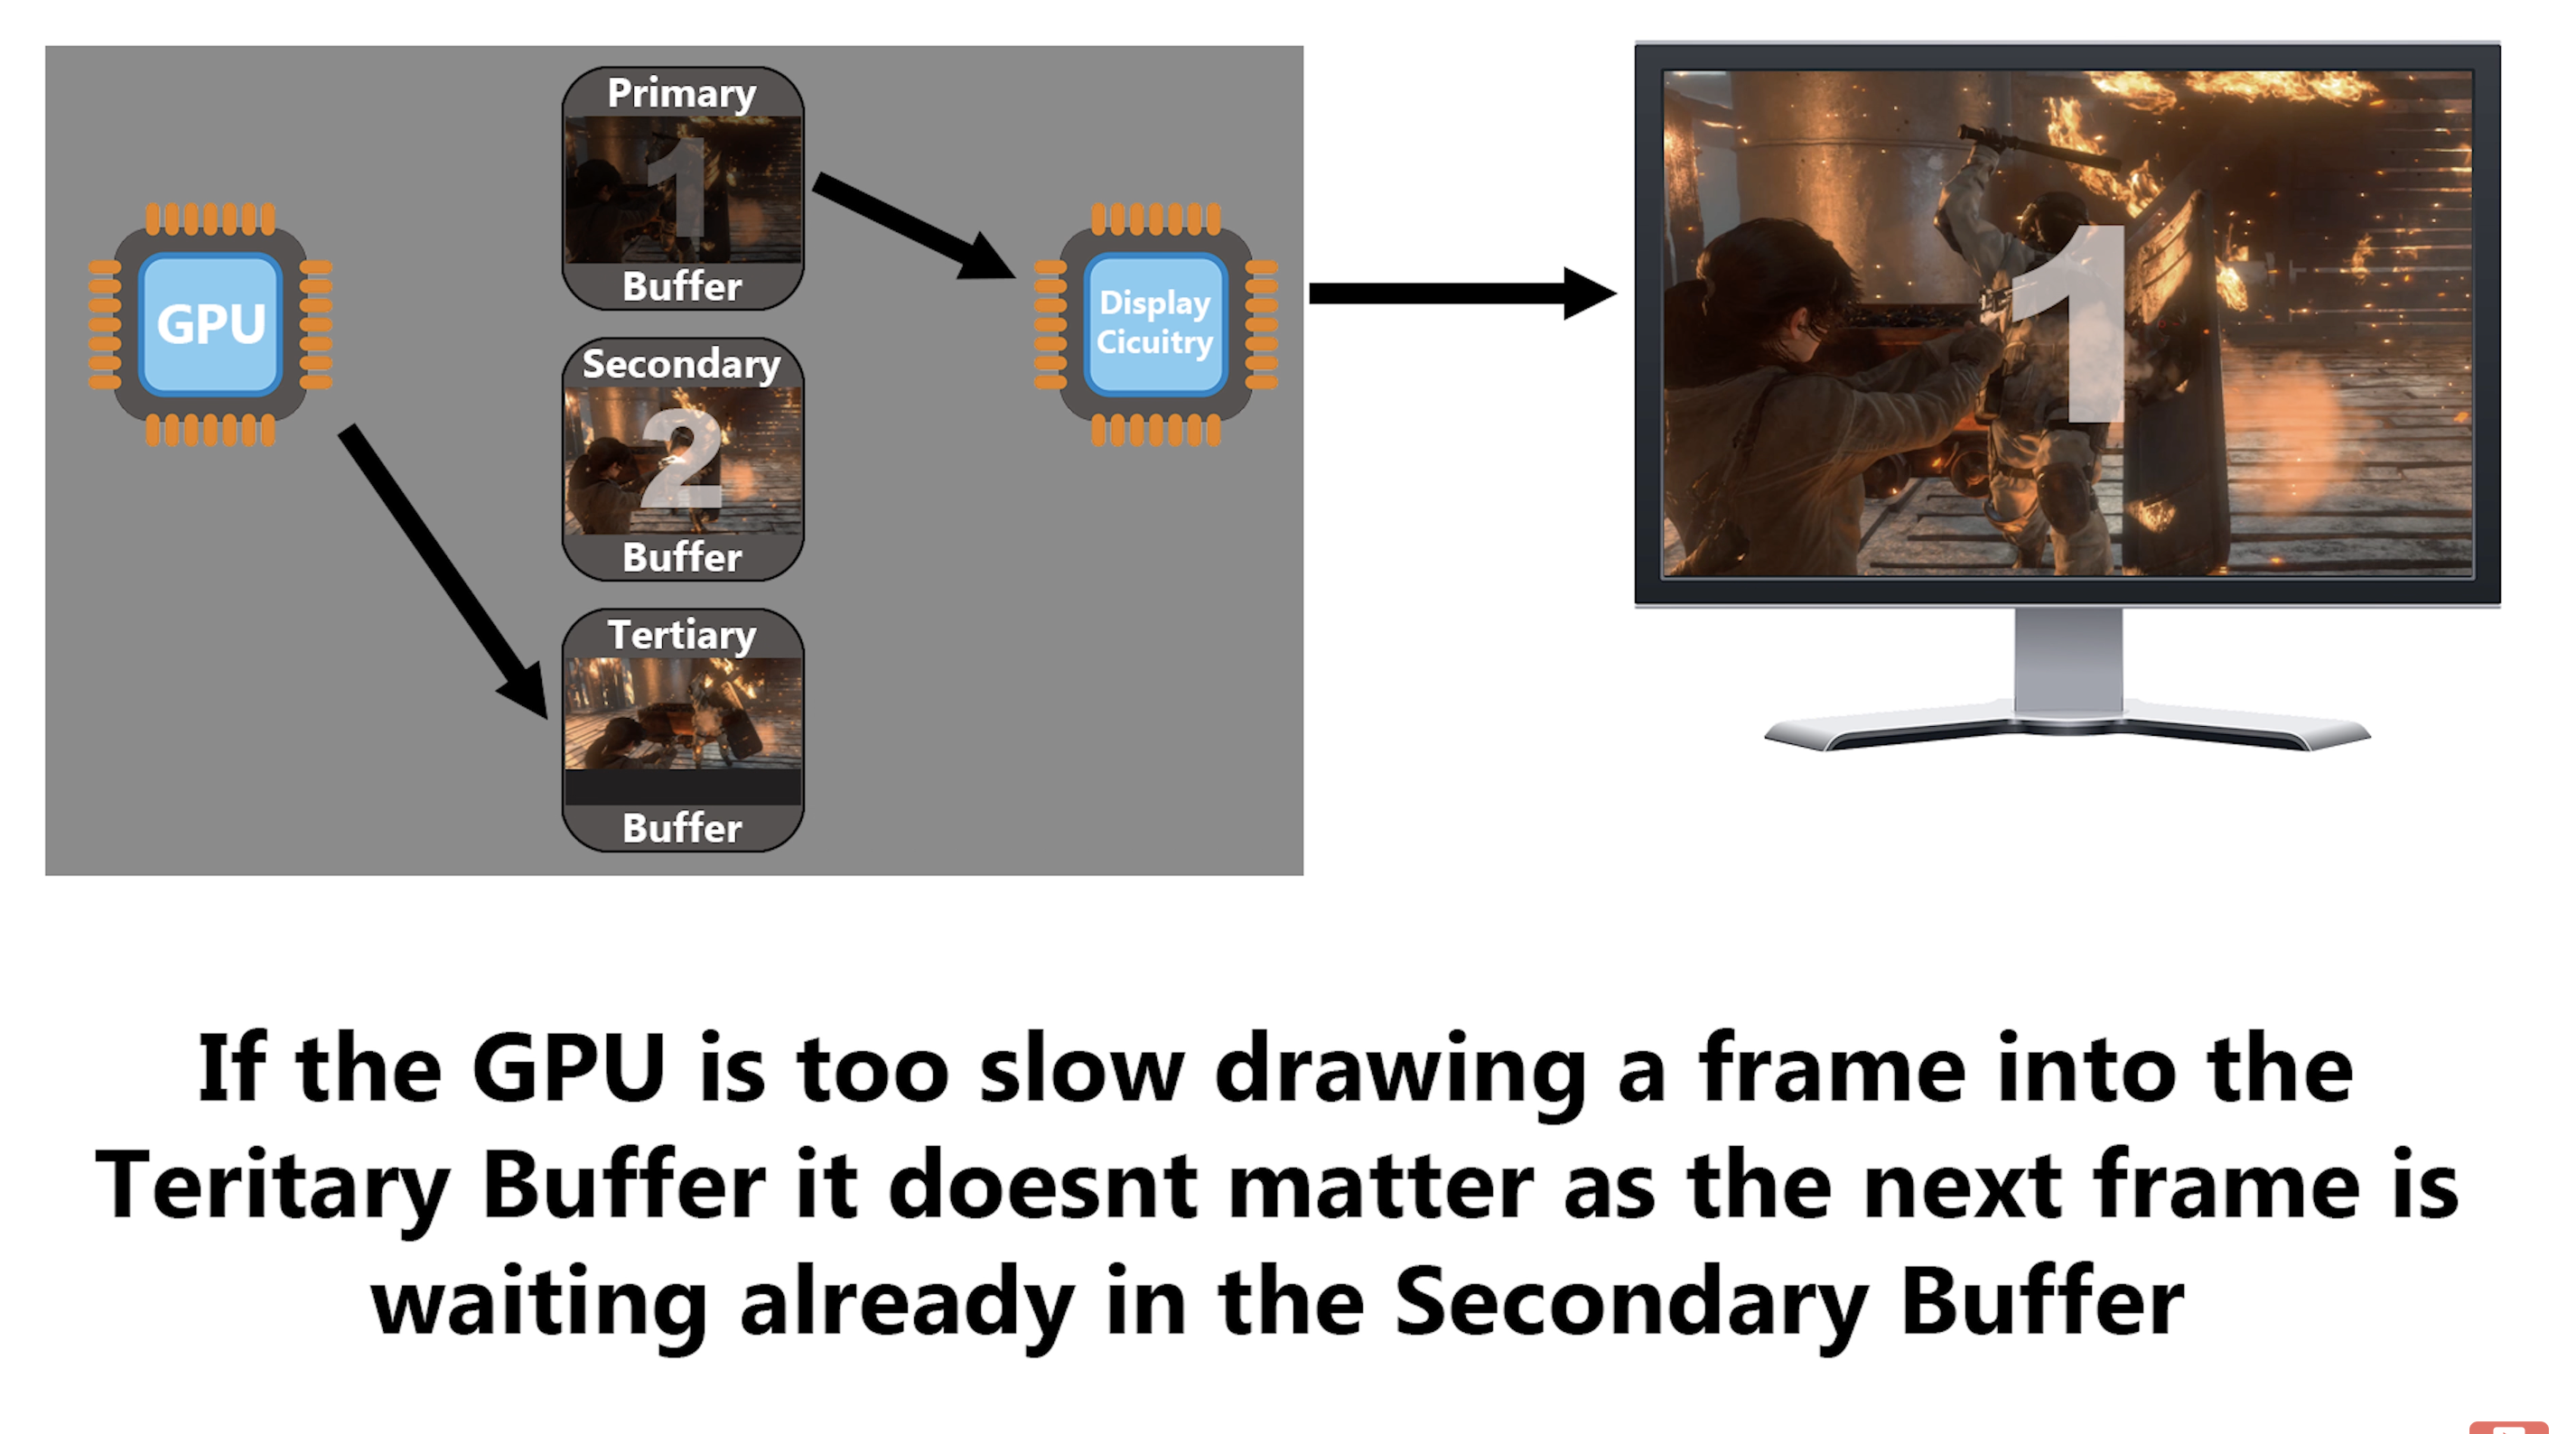 Primary
1
Buffer
GPU
Secondary
2
Buffer
Tertiary
Buffer
Display
Cicuitry
1
If the GPU is too slow drawing a frame into the
Teritary Buffer it doesnt matter as the next frame is
waiting already in the Secondary Buffer